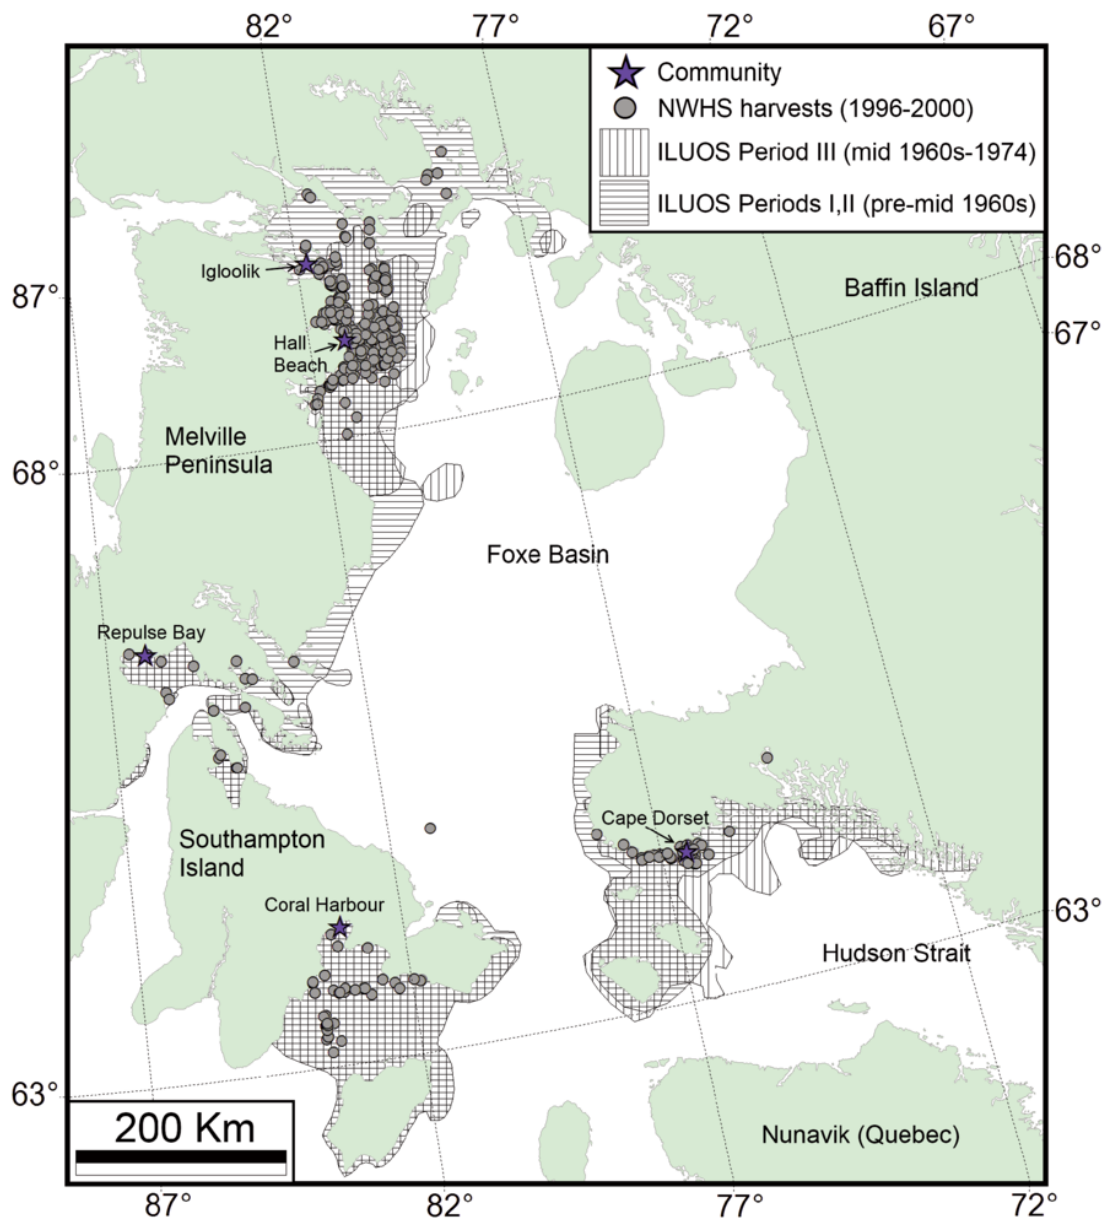 82°
77°
72°
67°
Community
NWHS harvests (1996-2000)
ILUOS Period III (mid 1960s-1974)
ILUOS Periods I,II (pre-mid 1960s)
68°
Igloolik
87°
Baffin Island
67°
Hall
Beach
Melville
Peninsula
68°
Foxe Basin
Repulse Bay
Cape Dorset
Southampton
Island
Coral Harbour
63°
Hudson Strait
63°
200 Km
Nunavik (Quebec)
87°
82°
77°
72°